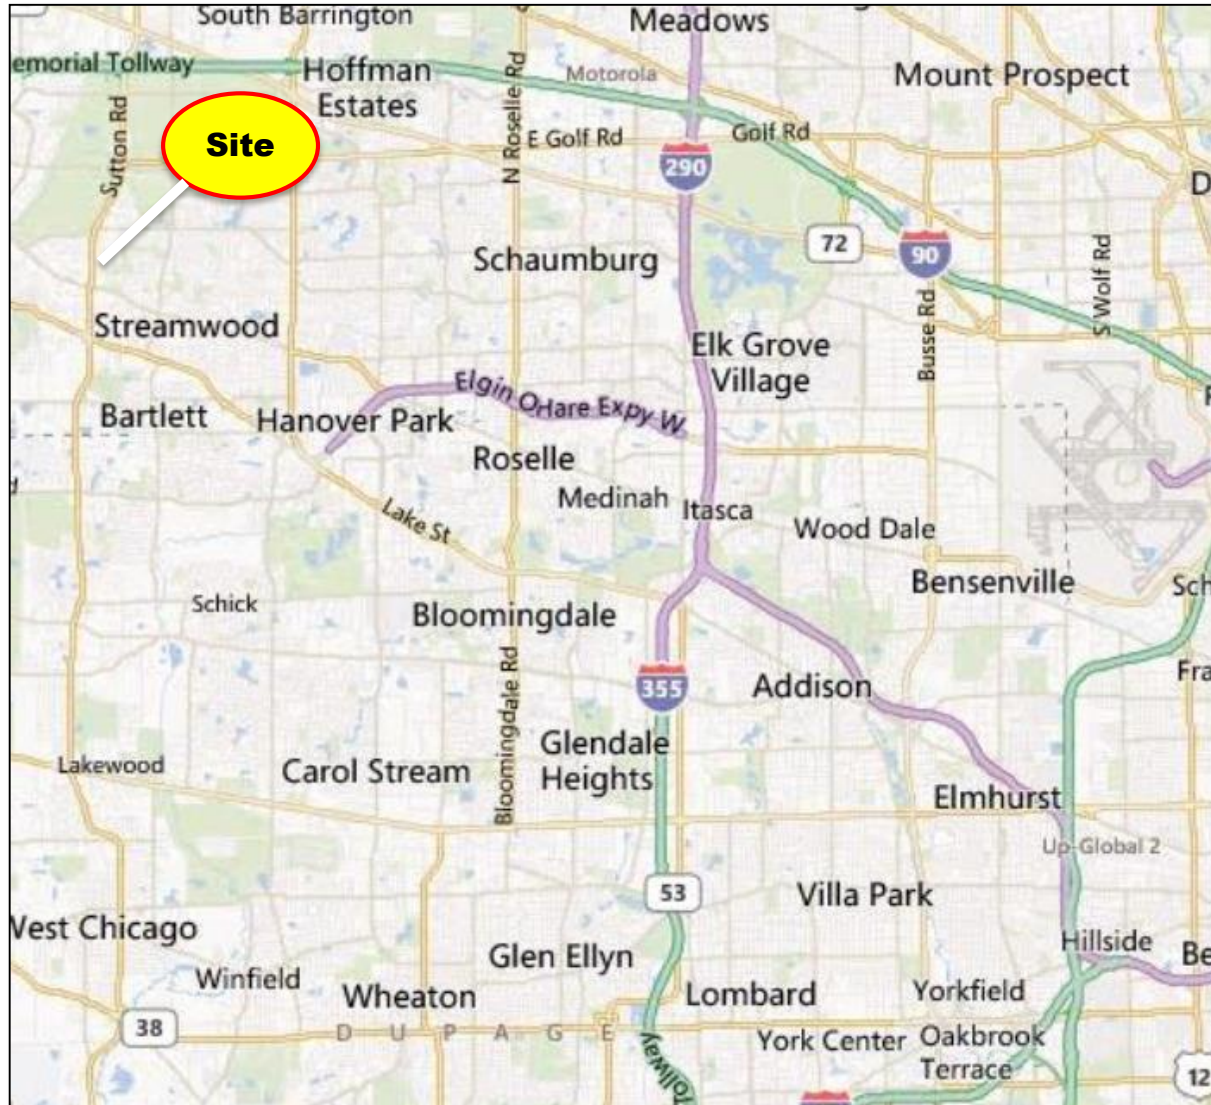 South Barrington
Meadows
emorial Tollway
Hoffman
Estates
Motorola
Mount Prospect
Sutton Rd
Site
N Roselle Rd
E Golf Rd
Golf Rd
290
D
72
90
Schaumburg
S Wolf Rd
Busse Rd
Streamwood
Elk Grove
Village
Elgin OHare Expy W
Bartlett
Hanover Park
Roselle
Medinah
Itasca
Lake St
Wood Dale
Bensenville
Sch
Schick
Bloomingdale
Bloomingdale Rd
355
Addison
Fra
Glendale
Heights
Lakewood
Carol Stream
Elmhurst
Up-Global 2
53
Villa Park
West Chicago
Hillside
Be
Glen Ellyn
Winfield
Wheaton
Lombard
Yorkfield
38
DUPAGE
York Center
Oakbrook
Terrace
Tollway
12